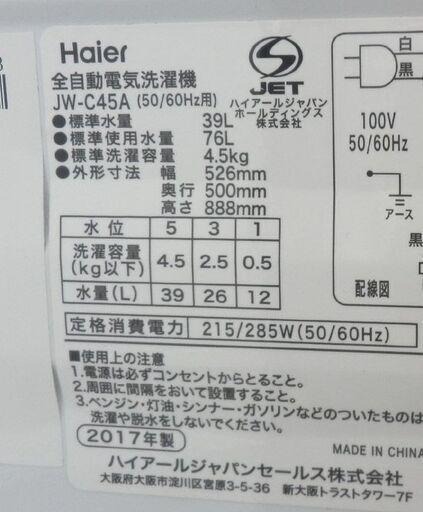 Haier
全自動電気洗濯機
JW-C45A (50/60Hz用)
JET
ハイアールジャパン
ホールディングス
株式会社
●標準水量 39L
●標準使用水量 76L
●標準洗濯容量 4.5kg
●外形寸法 幅 526mm
奥行 500mm
高さ 888mm
水位 5 3 1
洗濯容量(kg以下) 4.5 2.5 0.5
水量(L) 39 26 12
定格消費電力 215/285W(50/60Hz)
白
黒
100V
50/60Hz
アース
黒
配線図
■使用上の注意
1.電源は必ずコンセントからとること。
2.周囲に間隔をおいて設置すること。
3.ベンジン・灯油・シンナー・ガソリンなどのついたものは
洗濯や脱水をしないでください。
2017年製
MADE IN CHINA
ハイアールジャパンセールス株式会社
大阪府大阪市淀川区宮原3-5-36 新大阪トラストタワー7F